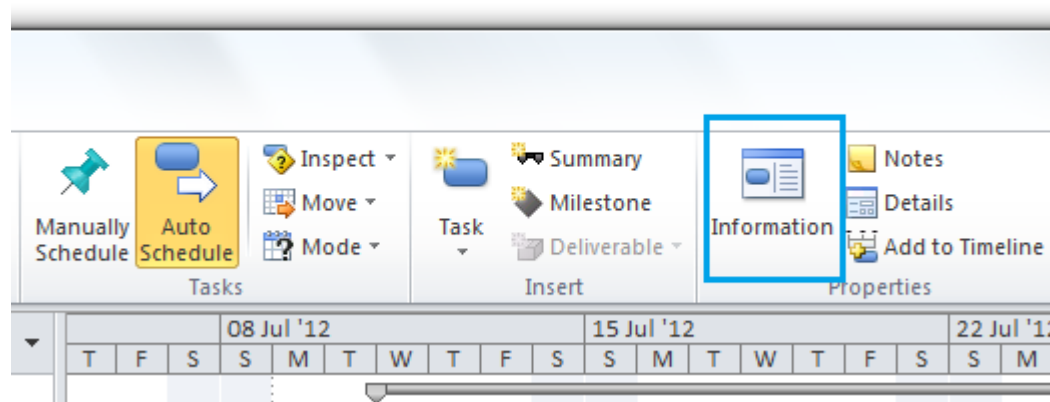 Manually
Schedule
Auto
Schedule
Inspect
Move
Mode
Tasks
Task
Summary
Milestone
Deliverable
Insert
Information
Notes
Details
Add to Timeline
Properties
08 Jul '12 15 Jul '12 22 Jul '12
T F S S M T W T F S S M T W T F S S M